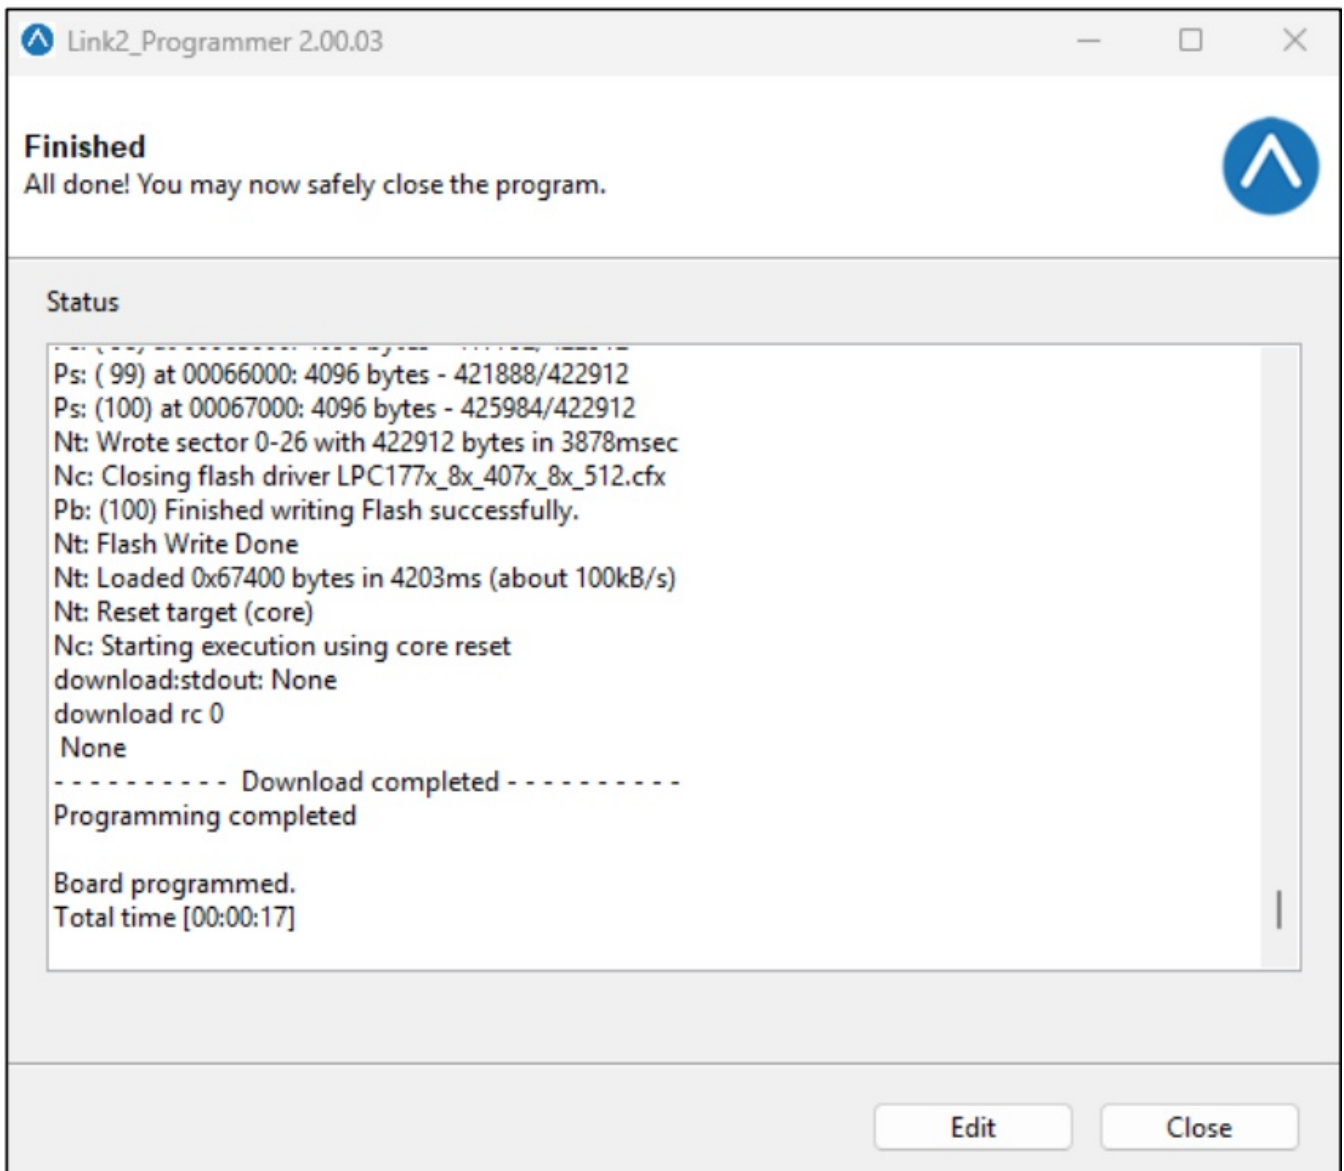 Link2_Programmer 2.00.03
Finished
All done! You may now safely close the program.
Status
Ps: ( 99) at 00066000: 4096 bytes - 421888/422912
Ps: (100) at 00067000: 4096 bytes - 425984/422912
Nt: Wrote sector 0-26 with 422912 bytes in 3878msec
Nc: Closing flash driver LPC177x_8x_407x_8x_512.cfx
Pb: (100) Finished writing Flash successfully.
Nt: Flash Write Done
Nt: Loaded 0x67400 bytes in 4203ms (about 100kB/s)
Nt: Reset target (core)
Nc: Starting execution using core reset
download:stdout: None
download rc 0
None
- - - - - - - - - - Download completed - - - - - - - - - -
Programming completed
Board programmed.
Total time [00:00:17]
Edit Close